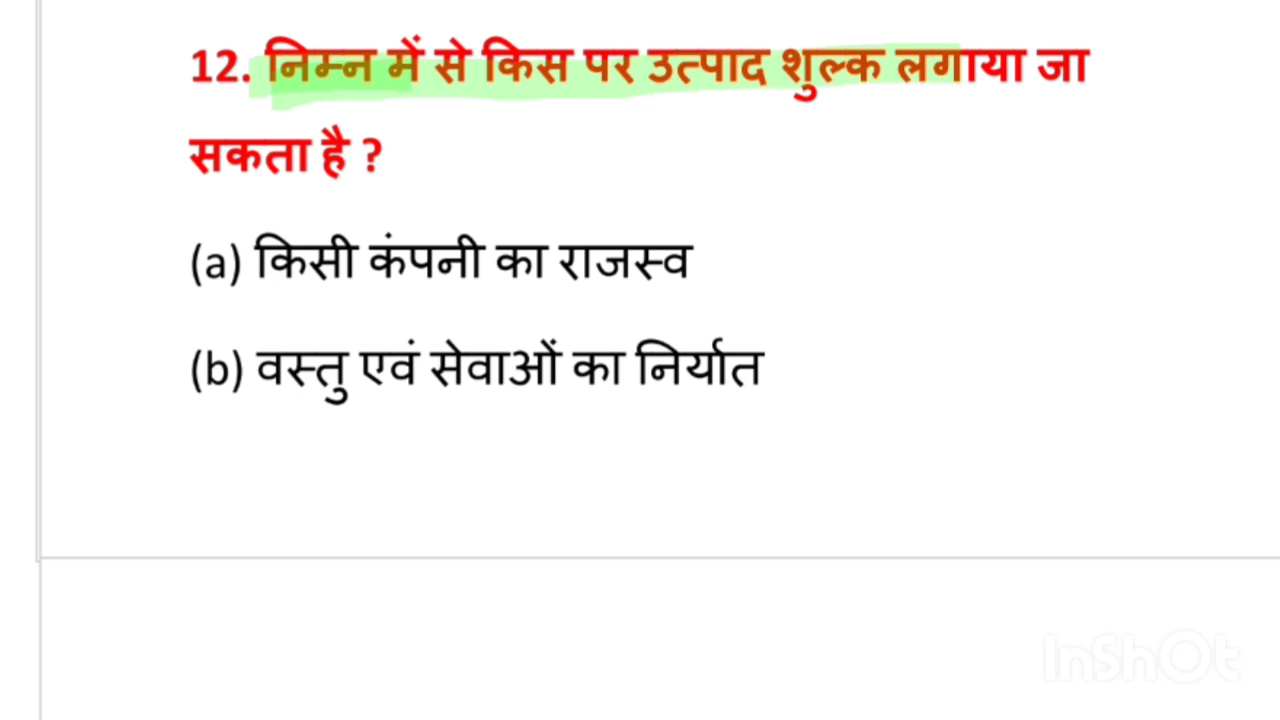 12. निम्न में से किस पर उत्पाद शुल्क लगाया जा
सकता है ?
(a) किसी कंपनी का राजस्व
(b) वस्तु एवं सेवाओं का निर्यात
InShOt